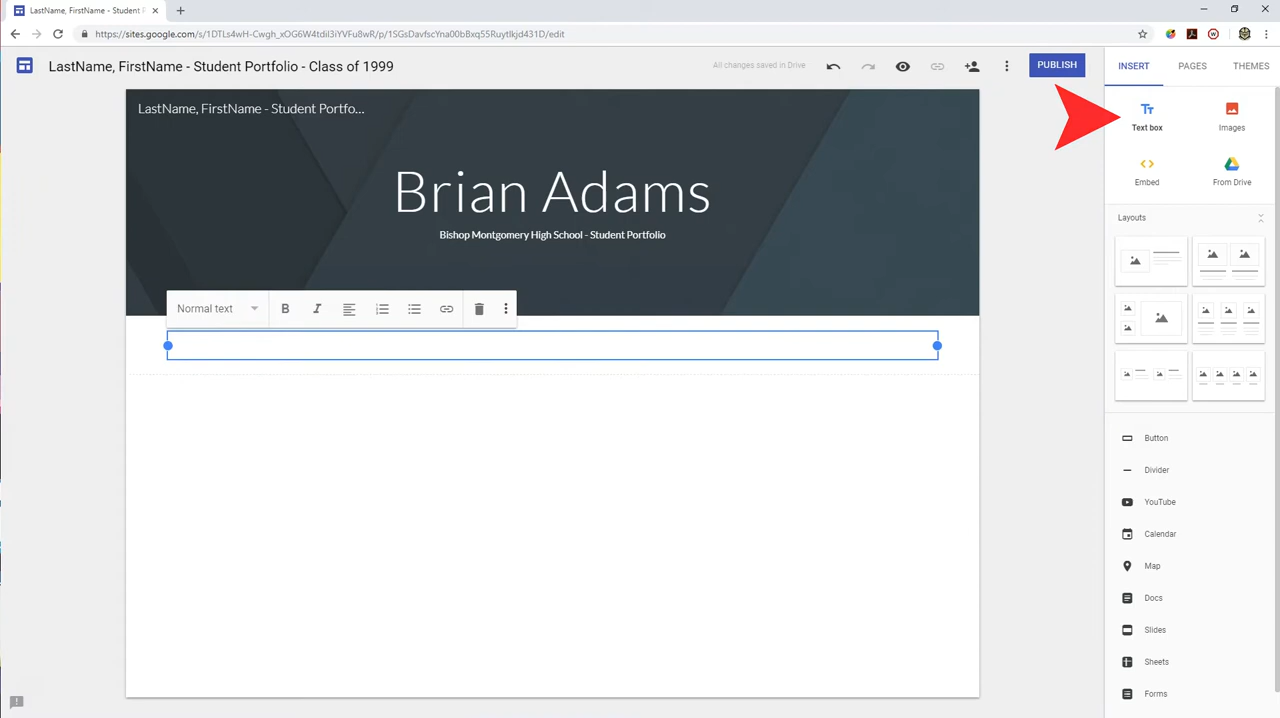 LastName, FirstName - Student P
https://sites.google.com/s/1DTLs4wH-Cwgh_xOG6W4tdil3iYVFu8wR/p/1SGsDavfscYna00bBxq55Ruytlkjd431D/edit
LastName, FirstName - Student Portfolio - Class of 1999
All changes saved in Drive
PUBLISH
INSERT
PAGES
THEMES
LastName, FirstName - Student Portfo...
Brian Adams
Bishop Montgomery High School - Student Portfolio
Normal text
B
I
Text box
Images
Embed
From Drive
Layouts
Button
Divider
YouTube
Calendar
Map
Docs
Slides
Sheets
Forms